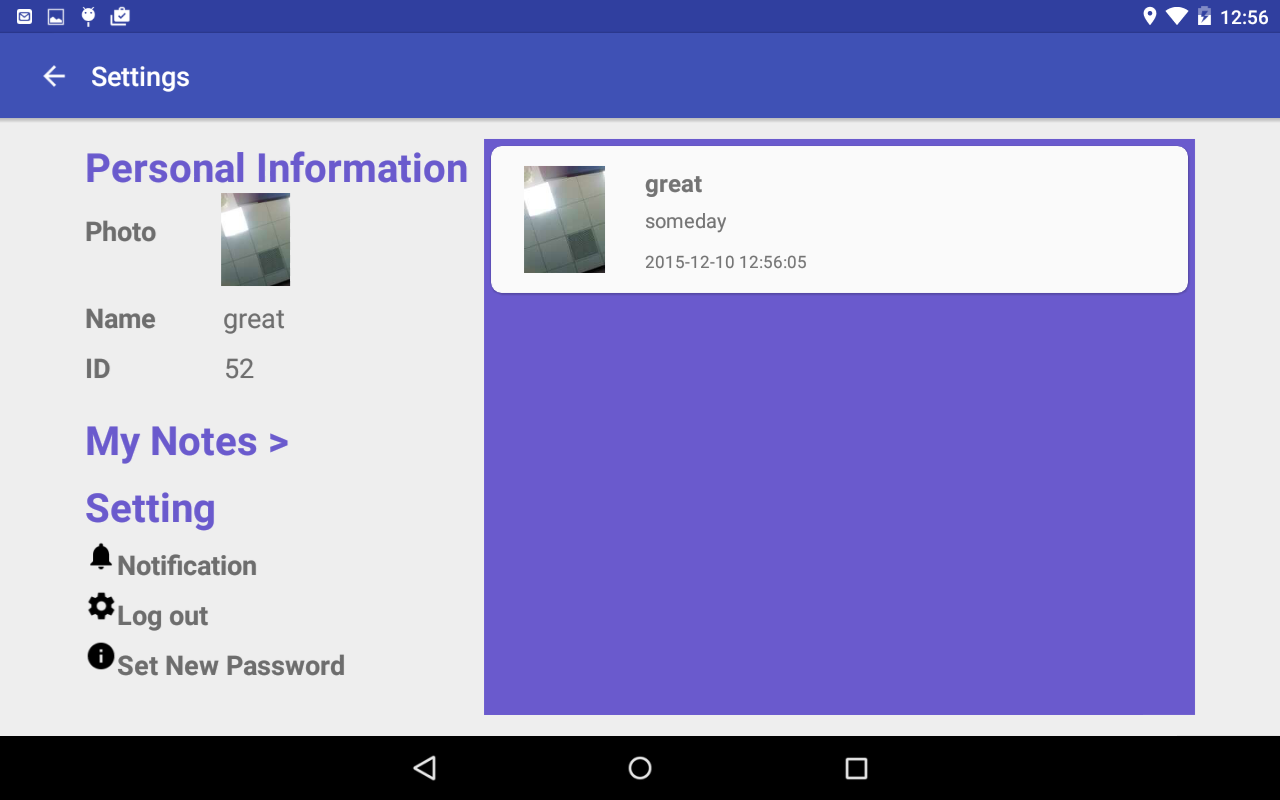 12:56
Settings
Personal Information
Photo
Name great
ID 52
My Notes >
Setting
Notification
Log out
Set New Password
great
someday
2015-12-10 12:56:05